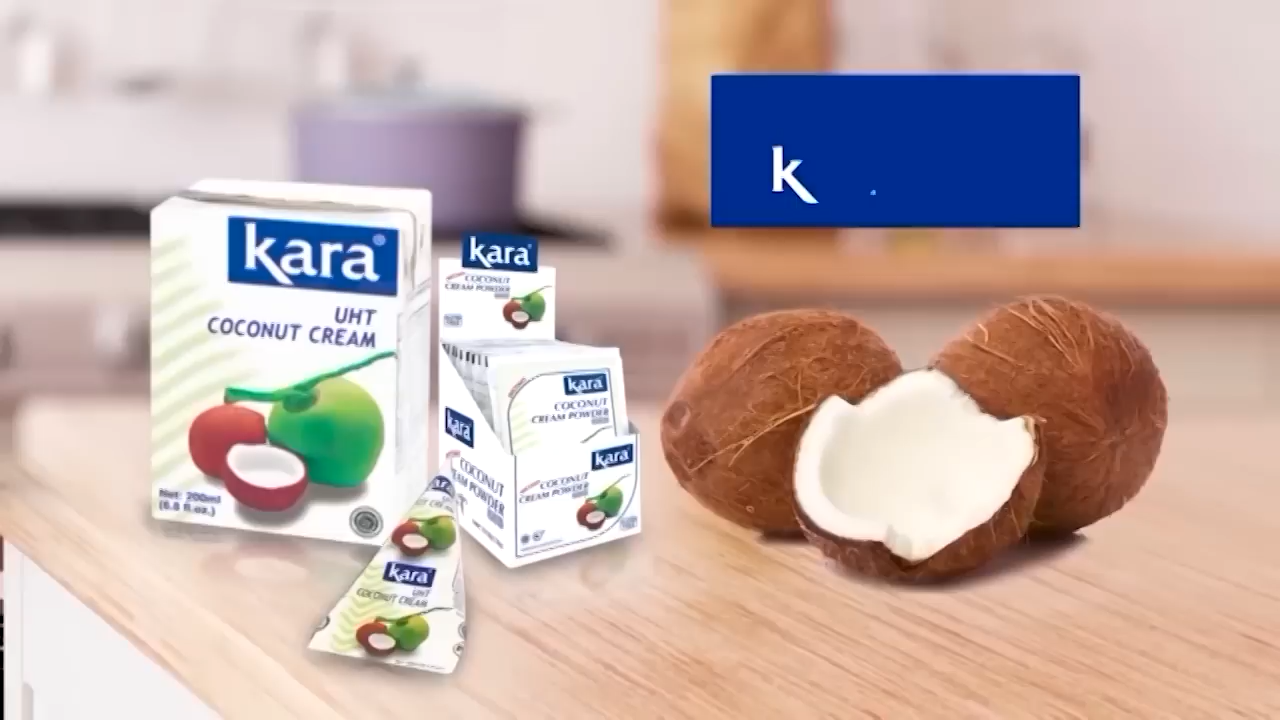 k
kara®
UHT
COCONUT CREAM
Net: 200ml
(6.8 fl.oz.)
kara
COCONUT
CREAM POWDER
kara
COCONUT
CREAM POWDER
kara
COCONUT
CREAM POWDER
kara
COCONUT
CREAM POWDER
kara
UHT
COCONUT CREAM